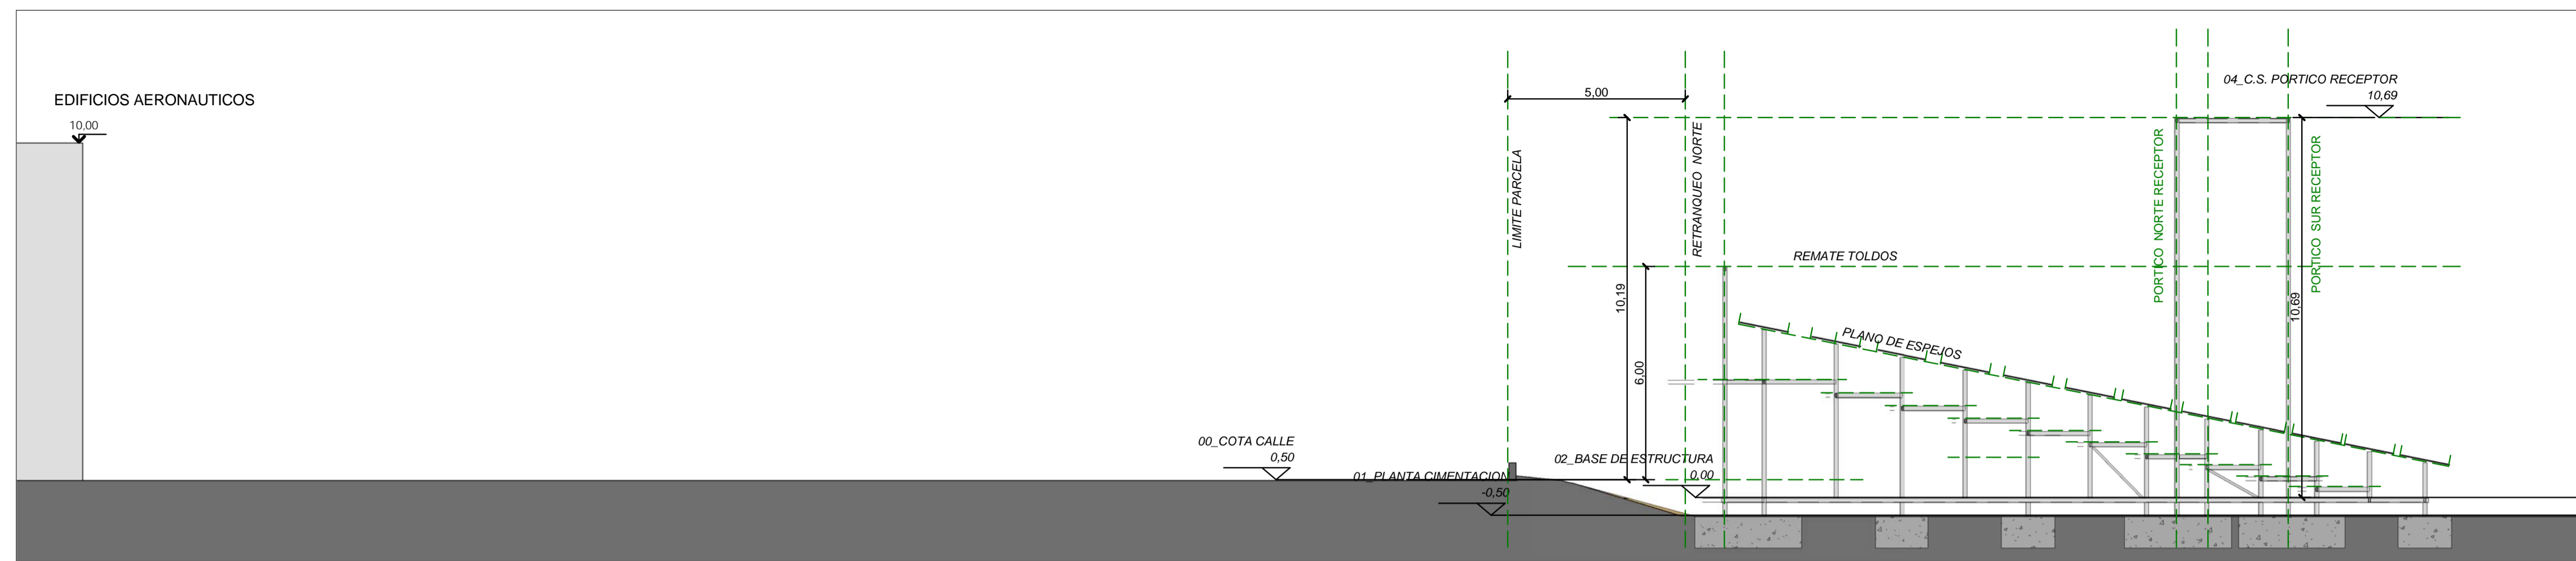 EDIFICIOS AERONAUTICOS
10,00
5,00
04_C.S. PORTICO RECEPTOR
10,69
LIMITE PARCELA
RETRANQUEO NORTE
PORTICO NORTE RECEPTOR
PORTICO SUR RECEPTOR
REMATE TOLDOS
10,19
10,69
PLANO DE ESPEJOS
6,00
00_COTA CALLE
0,50
02_BASE DE ESTRUCTURA
0,00
01_PLANTA CIMENTACION
-0,50